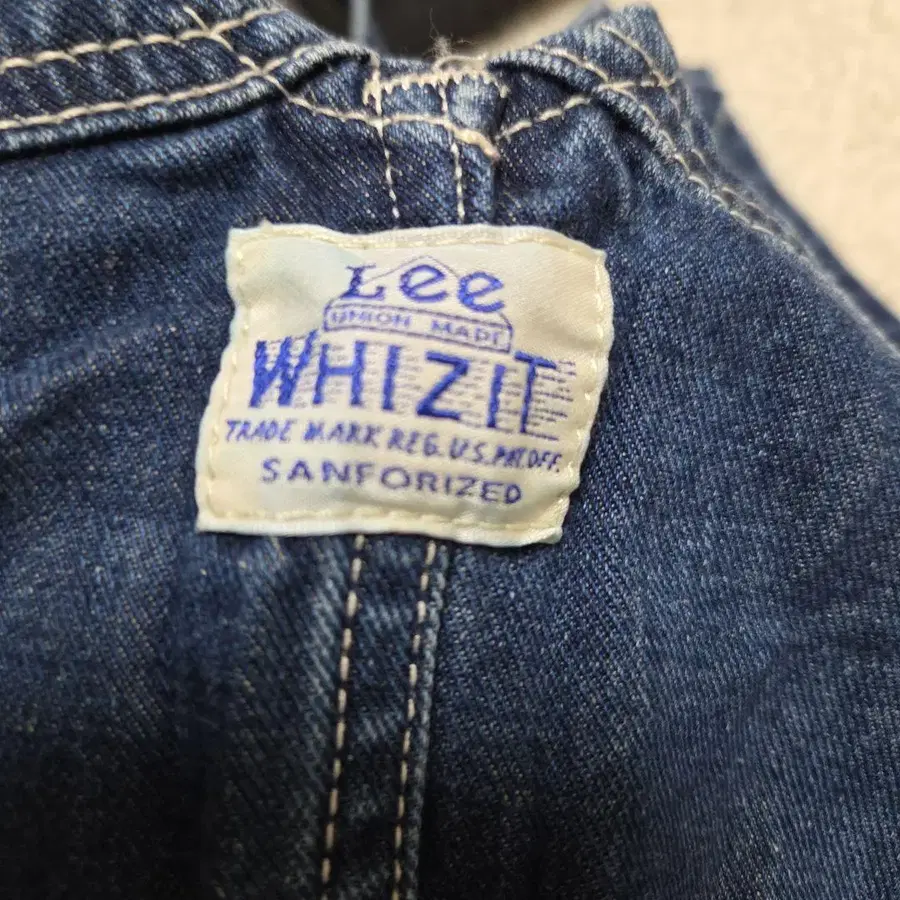 Lee
UNION MADE
WHIZIT
TRADE MARK REG. U.S. PAT. OFF.
SANFORIZED